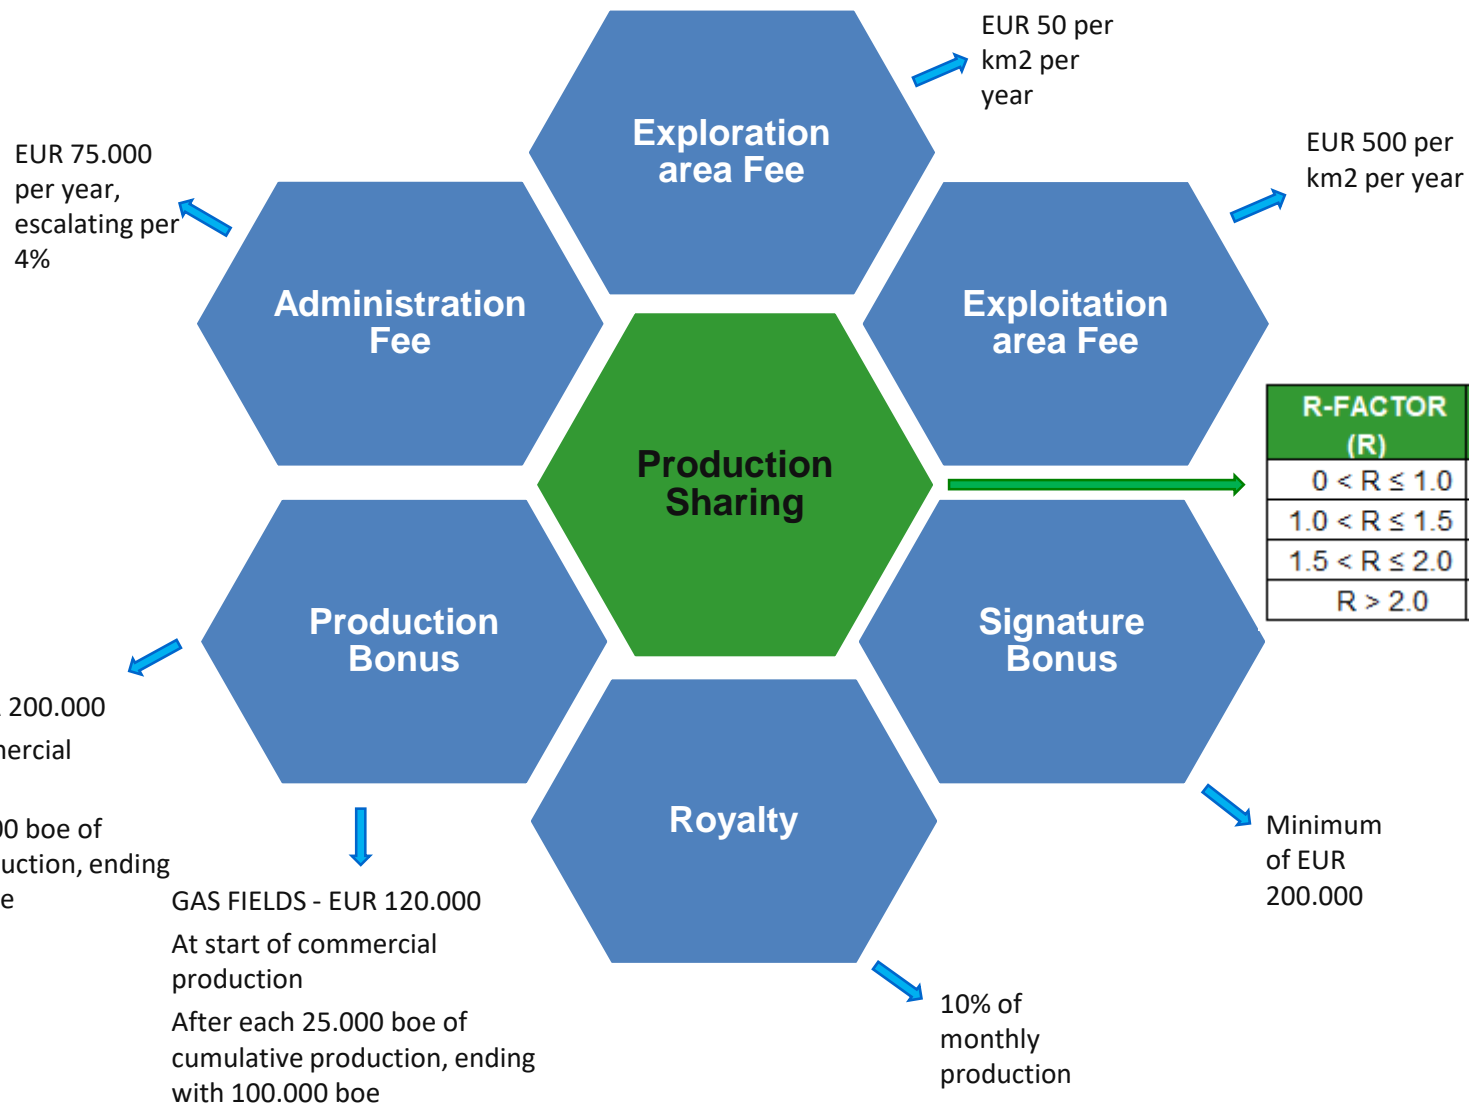 EUR 50 per
km2 per
year
Exploration
area Fee
EUR 75.000
per year,
escalating per
4%
EUR 500 per
km2 per year
Administration
Fee
Exploitation
area Fee
Production
Sharing
R-FACTOR
(R)
0 < R ≤ 1.0
1.0 < R ≤ 1.5
1.5 < R ≤ 2.0
R > 2.0
Production
Bonus
Signature
Bonus
200.000
boe of
ending
Royalty
Minimum
of EUR
200.000
GAS FIELDS - EUR 120.000
At start of commercial
production
After each 25.000 boe of
cumulative production, ending
with 100.000 boe
10% of
monthly
production